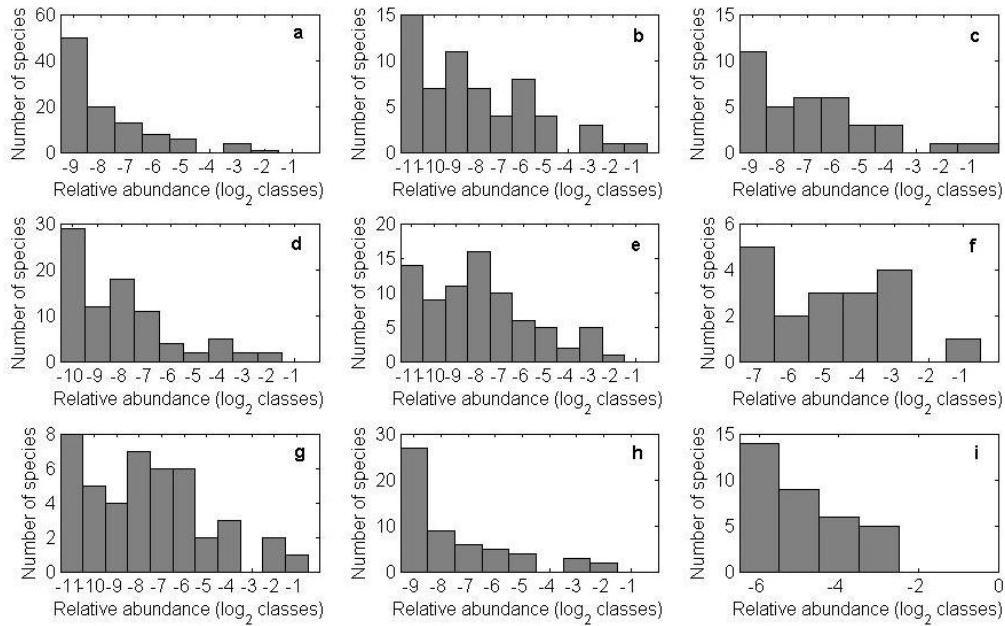 60
40
20
0
Number of species
a
-9 -8 -7 -6 -5 -4 -3 -2 -1
Relative abundance (log2 classes)
15
10
5
0
Number of species
b
-11 -10 -9 -8 -7 -6 -5 -4 -3 -2 -1
Relative abundance (log2 classes)
15
10
5
0
Number of species
c
-9 -8 -7 -6 -5 -4 -3 -2 -1
Relative abundance (log2 classes)
30
20
10
0
Number of species
d
-10 -9 -8 -7 -6 -5 -4 -3 -2 -1
Relative abundance (log2 classes)
20
15
10
5
0
Number of species
e
-11 -10 -9 -8 -7 -6 -5 -4 -3 -2 -1
Relative abundance (log2 classes)
6
4
2
0
Number of species
f
-7 -6 -5 -4 -3 -2 -1
Relative abundance (log2 classes)
8
6
4
2
0
Number of species
g
-11 -10 -9 -8 -7 -6 -5 -4 -3 -2 -1
Relative abundance (log2 classes)
30
20
10
0
Number of species
h
-9 -8 -7 -6 -5 -4 -3 -2 -1
Relative abundance (log2 classes)
15
10
5
0
Number of species
i
-6 -4 -2 0
Relative abundance (log2 classes)